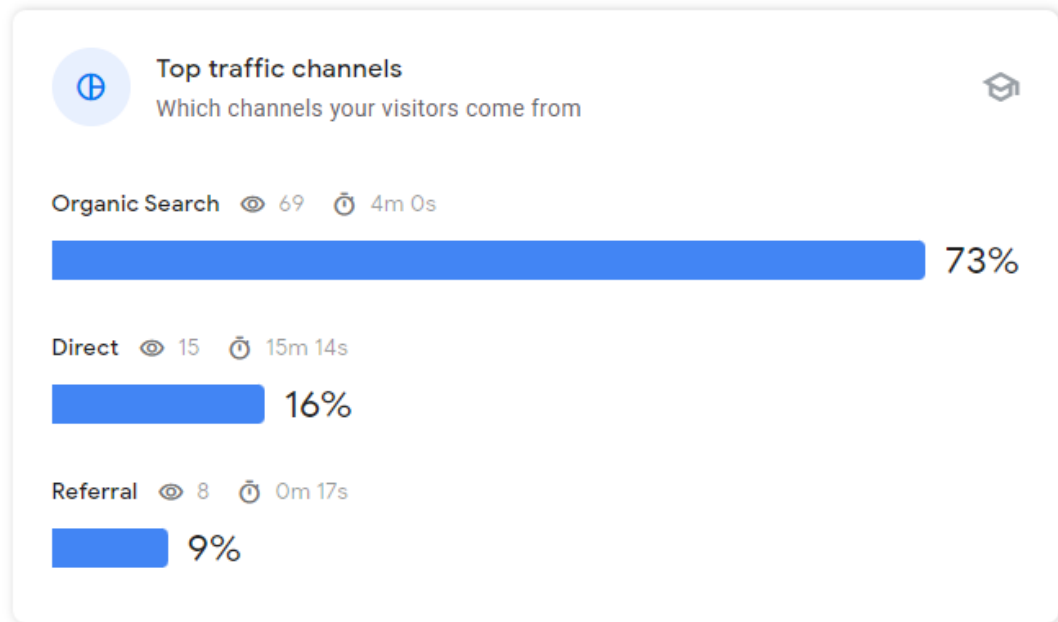 Top traffic channels
Which channels your visitors come from
Organic Search 69 4m 0s
73%
Direct 15 15m 14s
16%
Referral 8 0m 17s
9%